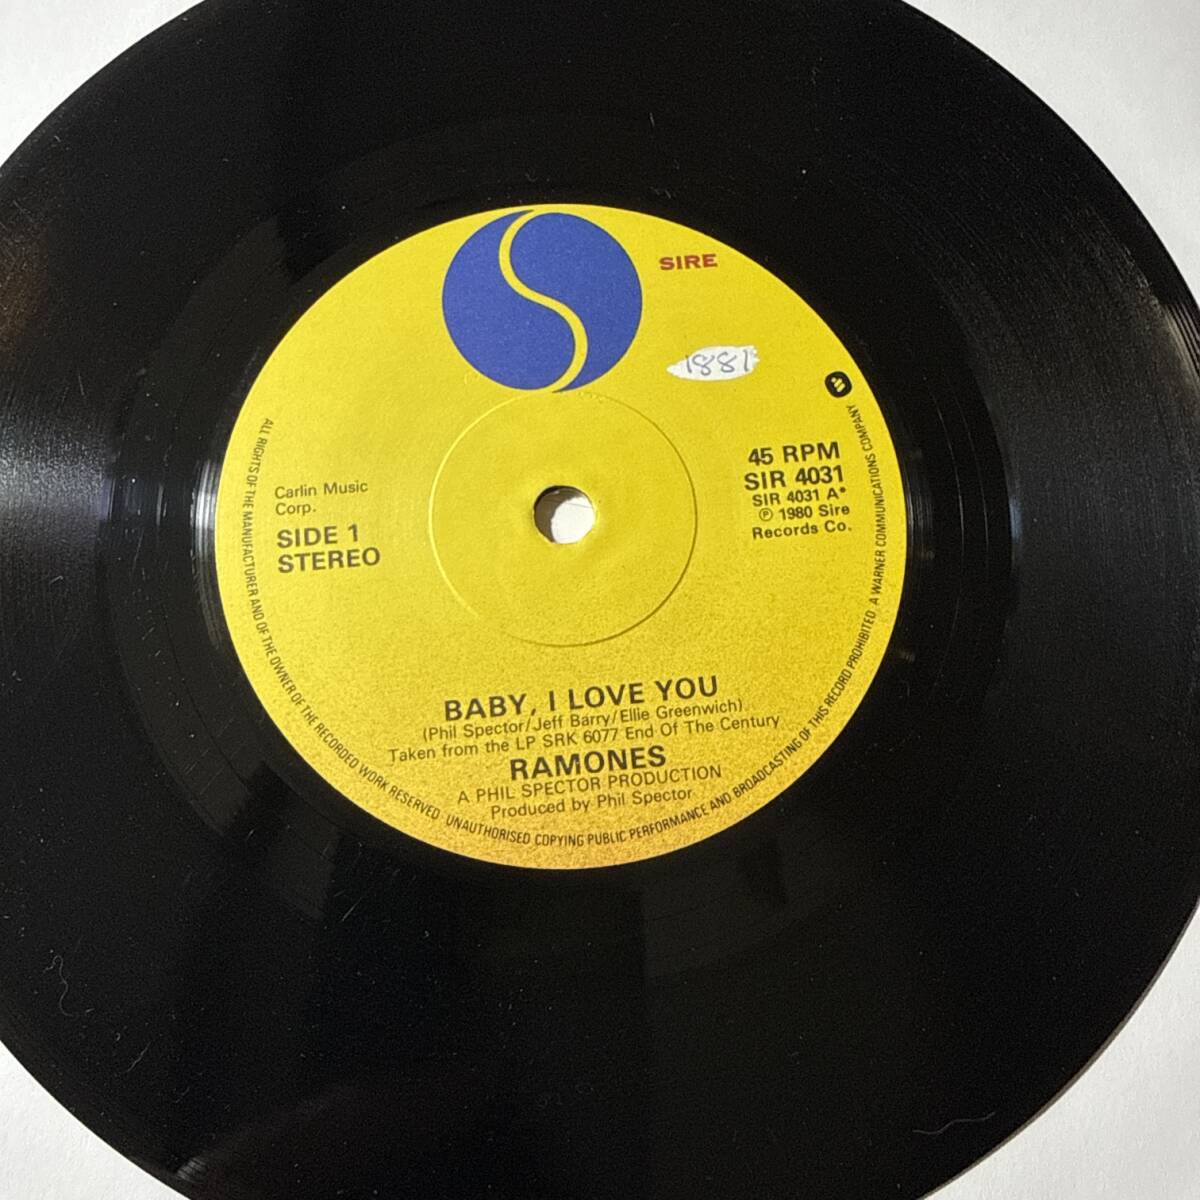 SIRE
1881
45 RPM
SIR 4031
SIR 4031 A*
℗ 1980 Sire
Records Co.
Carlin Music
Corp.
SIDE 1
STEREO
BABY, I LOVE YOU
(Phil Spector/Jeff Barry/Ellie Greenwich)
Taken from the LP SRK 6077 End Of The Century
RAMONES
A PHIL SPECTOR PRODUCTION
Produced by Phil Spector
ALL RIGHTS OF THE MANUFACTURER AND OF THE OWNER OF THE RECORDED WORK RESERVED · UNAUTHORISED COPYING PUBLIC PERFORMANCE AND BROADCASTING OF THIS RECORD PROHIBITED. A WARNER COMMUNICATIONS COMPANY